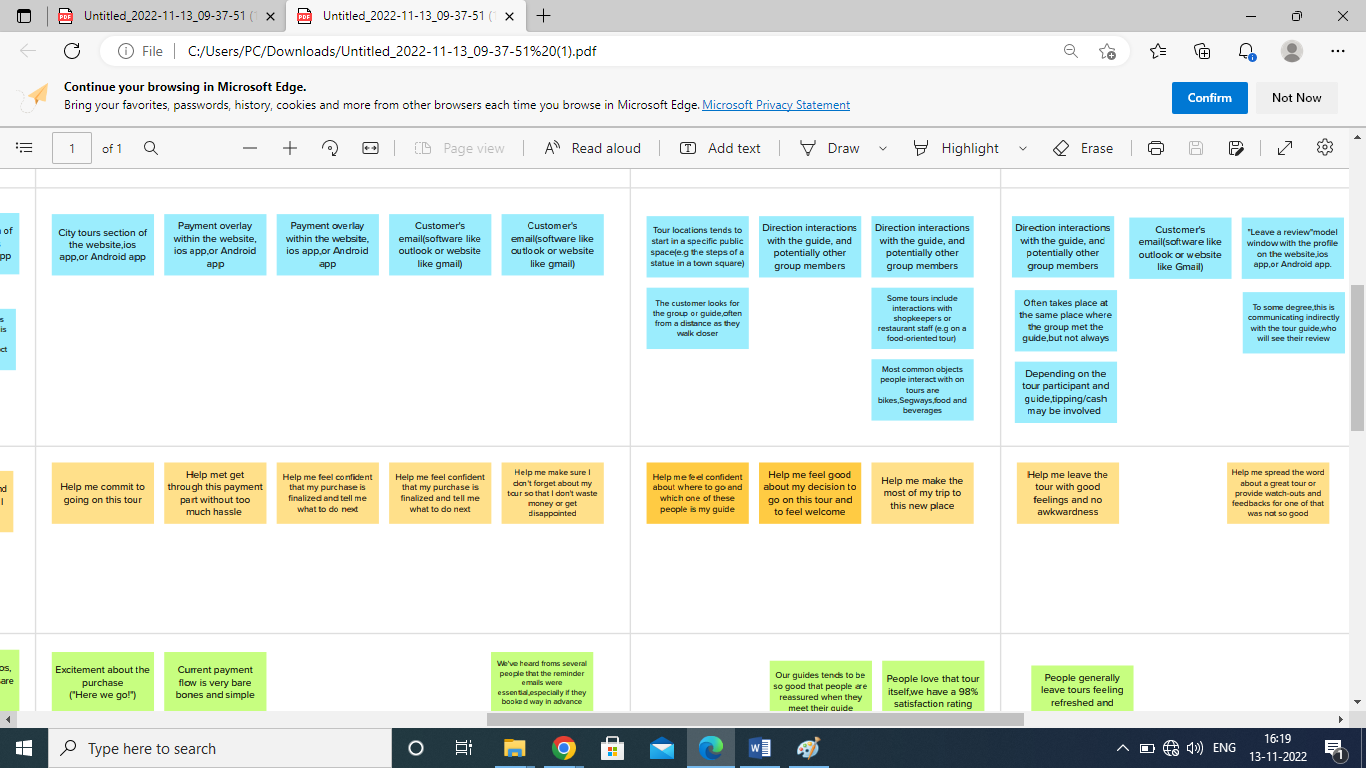 Untitled_2022-11-13_09-37-51 (
Untitled_2022-11-13_09-37-51 (
File
C:/Users/PC/Downloads/Untitled_2022-11-13_09-37-51%20(1).pdf
Continue your browsing in Microsoft Edge.
Bring your favorites, passwords, history, cookies and more from other browsers each time you browse in Microsoft Edge. Microsoft Privacy Statement
Confirm
Not Now
1 of 1
Page view
Read aloud
Add text
Draw
Highlight
Erase
n of
s
pp
s
is
ct
City tours section of
the website,ios
app,or Android app
Payment overlay
within the website,
ios app,or Android
app
Payment overlay
within the website,
ios app,or Android
app
Customer's
email(software like
outlook or website
like gmail)
Customer's
email(software like
outlook or website
like gmail)
Tour locations tends to
start in a specific public
space(e.g the steps of a
statue in a town square)
Direction interactions
with the guide, and
potentially other
group members
Direction interactions
with the guide, and
potentially other
group members
Direction interactions
with the guide, and
potentially other
group members
Customer's
email(software like
outlook or website
like Gmail)
"Leave a review"model
window with the profile
on the website,ios
app,or Android app.
The customer looks for
the group or guide,often
from a distance as they
walk closer
Some tours include
interactions with
shopkeepers or
restaurant staff (e.g on a
food-oriented tour)
Often takes place at
the same place where
the group met the
guide,but not always
To some degree,this is
communicating indirectly
with the tour guide,who
will see their review
Most common objects
people interact with on
tours are
bikes,Segways,food and
beverages
Depending on the
tour participant and
guide,tipping/cash
may be involved
nd
I
Help me commit to
going on this tour
Help met get
through this payment
part without too
much hassle
Help me feel confident
that my purchase is
finalized and tell me
what to do next
Help me feel confident
that my purchase is
finalized and tell me
what to do next
Help me make sure I
don't forget about my
tour so that I don't waste
money or get
disappointed
Help me feel confident
about where to go and
which one of these
people is my guide
Help me feel good
about my decision to
go on this tour and
to feel welcome
Help me make the
most of my trip to
this new place
Help me leave the
tour with good
feelings and no
awkwardness
Help me spread the word
about a great tour or
provide watch-outs and
feedbacks for one of that
was not so good
os,
are
Excitement about the
purchase
("Here we go!")
Current payment
flow is very bare
bones and simple
We've heard froms several
people that the reminder
emails were
essential,especially if they
booked way in advance
Our guides tends to be
so good that people are
reassured when they
meet their guide
People love that tour
itself,we have a 98%
satisfaction rating
People generally
leave tours feeling
refreshed and
Type here to search
ENG
16:19
13-11-2022
1